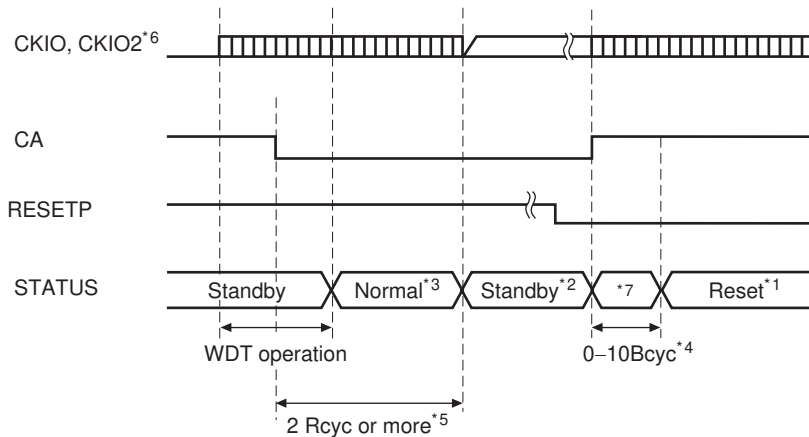 CKIO, CKIO2*6
CA
RESETP
STATUS
Standby
Normal*3
Standby*2
*7
Reset*1
WDT operation
0–10Bcyc*4
2 Rcyc or more*5